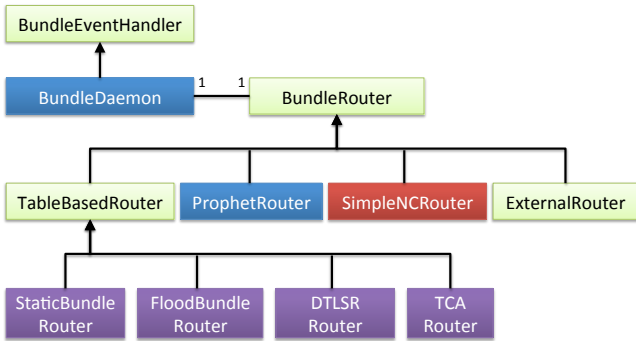 BundleEventHandler
BundleDaemon
1
1
BundleRouter
TableBasedRouter
ProphetRouter
SimpleNCRouter
ExternalRouter
StaticBundle
Router
FloodBundle
Router
DTLSR
Router
TCA
Router